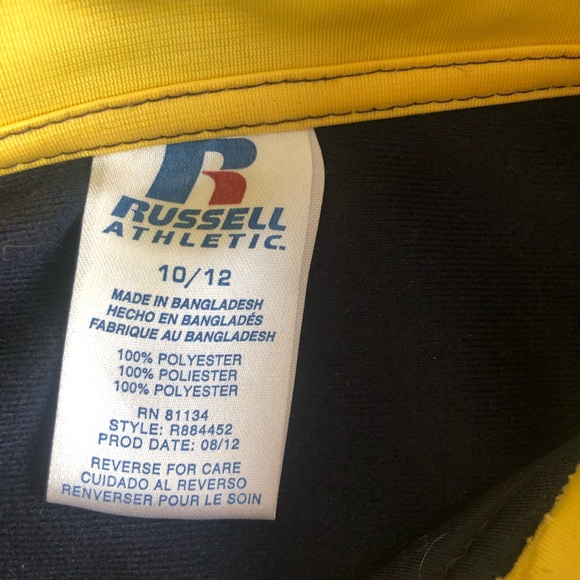 R
RUSSELL
ATHLETIC
10/12
MADE IN BANGLADESH
HECHO EN BANGLADÉS
FABRIQUE AU BANGLADESH
100% POLYESTER
100% POLIESTER
100% POLYESTER
RN 81134
STYLE: R884452
PROD DATE: 08/12
REVERSE FOR CARE
CUIDADO AL REVERSO
RENVERSER POUR LE SOIN